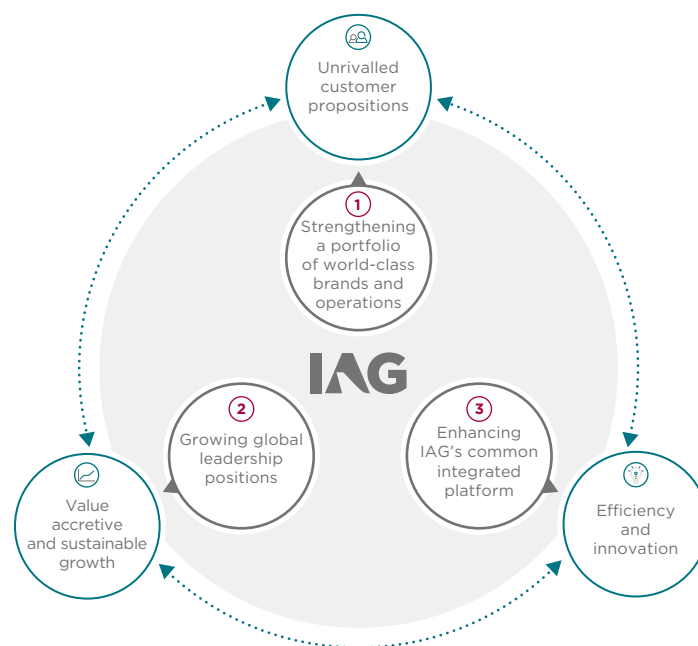 Unrivalled
customer
propositions
1
Strengthening
a portfolio
of world-class
brands and
operations
IAG
2
Growing global
leadership
positions
3
Enhancing
IAG's common
integrated
platform
Value
accretive
and sustainable
growth
Efficiency
and
innovation